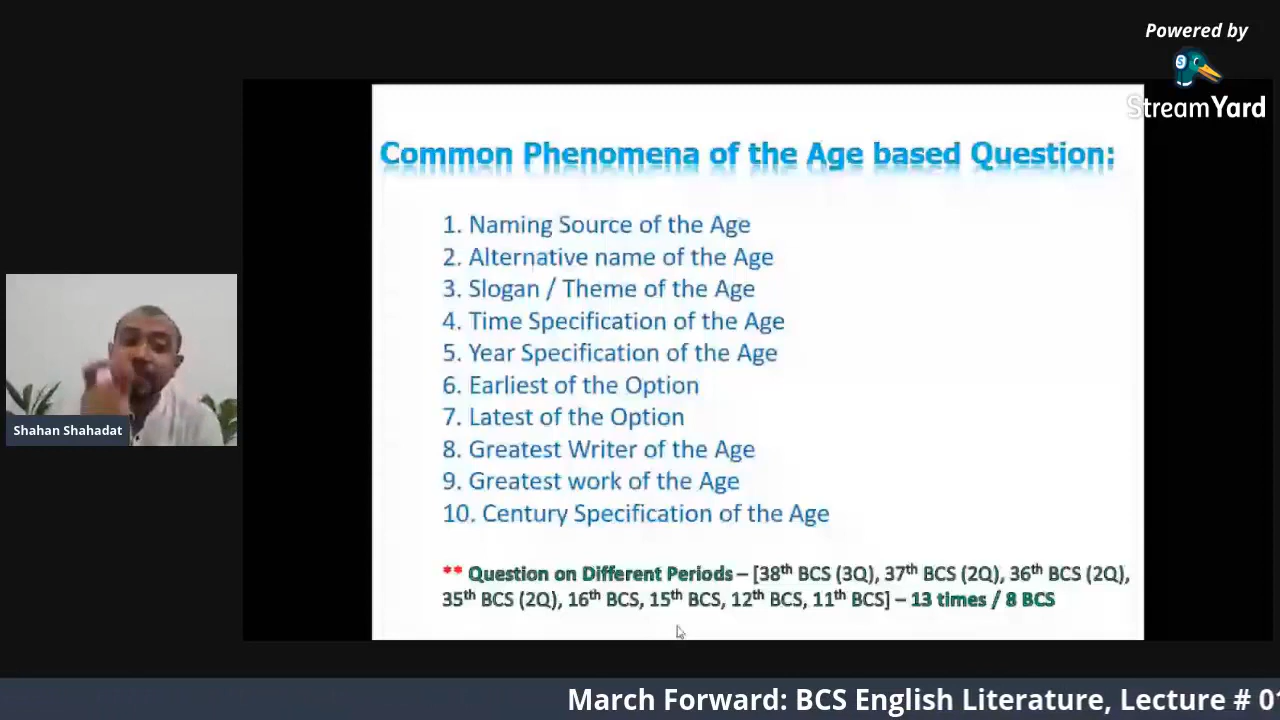 Powered by
StreamYard
Common Phenomena of the Age based Question:
1. Naming Source of the Age
2. Alternative name of the Age
3. Slogan / Theme of the Age
4. Time Specification of the Age
5. Year Specification of the Age
6. Earliest of the Option
7. Latest of the Option
8. Greatest Writer of the Age
9. Greatest work of the Age
10. Century Specification of the Age
** Question on Different Periods – [38th BCS (3Q), 37th BCS (2Q), 36th BCS (2Q),
35th BCS (2Q), 16th BCS, 15th BCS, 12th BCS, 11th BCS] – 13 times / 8 BCS
Shahan Shahadat
March Forward: BCS English Literature, Lecture # 01